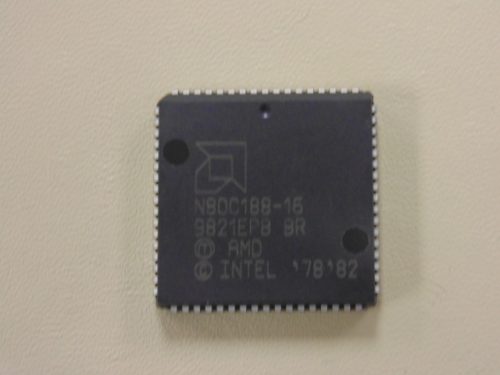 N80C188-16
9821EPB BR
Ⓜ AMD
© INTEL '78'82